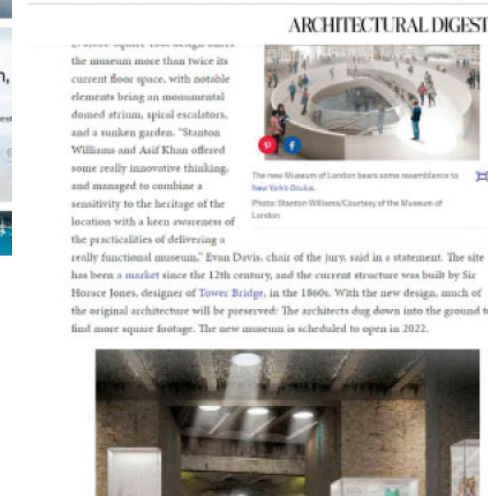 ARCHITECTURAL DIGEST
the museum more than twice its
current floor space, with notable
elements being an monumental
domed atrium, spiral escalators,
and a sunken garden. "Stanton
Williams and Asif Khan offered
some really innovative thinking,
and managed to combine a
sensitivity to the heritage of the
location with a keen awareness of
the practicalities of delivering a
The new Museum of London bears some resemblance to
New York's Oculus.
Photo: Stanton Williams/Courtesy of the Museum of
London
really functional museum," Evan Davis, chair of the jury, said in a statement. The site
has been a market since the 12th century, and the current structure was built by Sir
Horace Jones, designer of Tower Bridge, in the 1860s. With the new design, much of
the original architecture will be preserved: The architects dug down into the ground to
find more square footage. The new museum is scheduled to open in 2022.